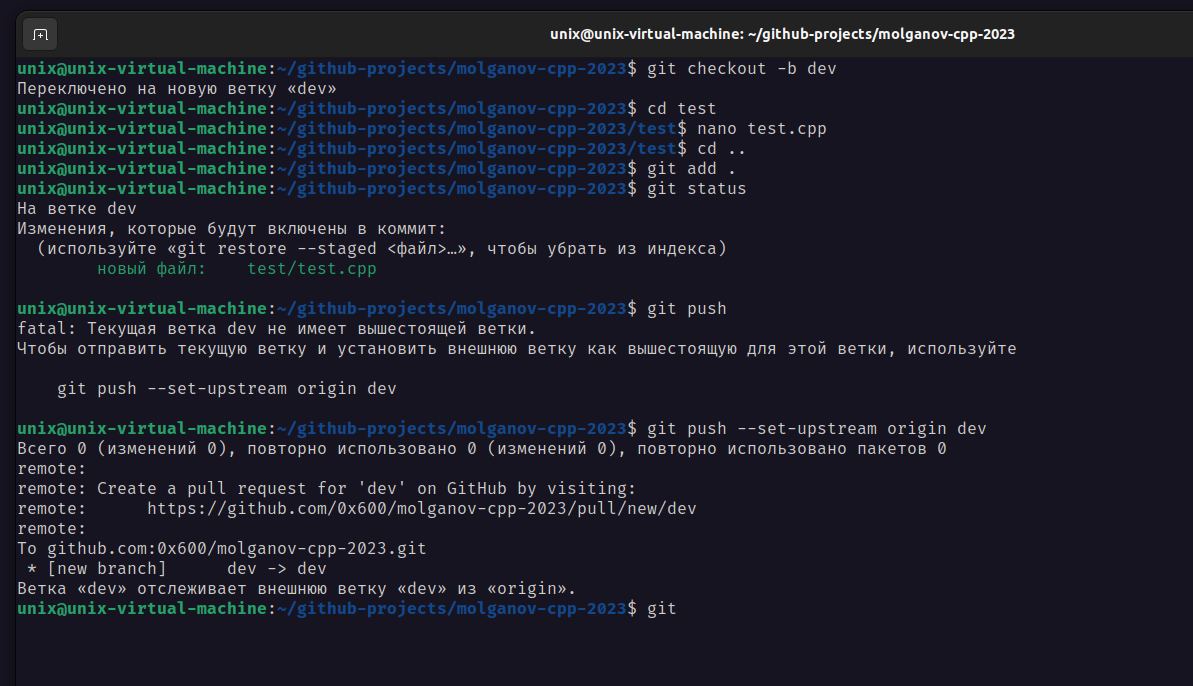 unix@unix-virtual-machine: ~/github-projects/molganov-cpp-2023
unix@unix-virtual-machine:~/github-projects/molganov-cpp-2023$ git checkout -b dev
Переключено на новую ветку «dev»
unix@unix-virtual-machine:~/github-projects/molganov-cpp-2023$ cd test
unix@unix-virtual-machine:~/github-projects/molganov-cpp-2023/test$ nano test.cpp
unix@unix-virtual-machine:~/github-projects/molganov-cpp-2023/test$ cd ..
unix@unix-virtual-machine:~/github-projects/molganov-cpp-2023$ git add .
unix@unix-virtual-machine:~/github-projects/molganov-cpp-2023$ git status
На ветке dev
Изменения, которые будут включены в коммит:
  (используйте «git restore --staged <файл>…», чтобы убрать из индекса)
        новый файл:    test/test.cpp

unix@unix-virtual-machine:~/github-projects/molganov-cpp-2023$ git push
fatal: Текущая ветка dev не имеет вышестоящей ветки.
Чтобы отправить текущую ветку и установить внешнюю ветку как вышестоящую для этой ветки, используйте

    git push --set-upstream origin dev

unix@unix-virtual-machine:~/github-projects/molganov-cpp-2023$ git push --set-upstream origin dev
Всего 0 (изменений 0), повторно использовано 0 (изменений 0), повторно использовано пакетов 0
remote:
remote: Create a pull request for 'dev' on GitHub by visiting:
remote:      https://github.com/0x600/molganov-cpp-2023/pull/new/dev
remote:
To github.com:0x600/molganov-cpp-2023.git
 * [new branch]      dev -> dev
Ветка «dev» отслеживает внешнюю ветку «dev» из «origin».
unix@unix-virtual-machine:~/github-projects/molganov-cpp-2023$ git